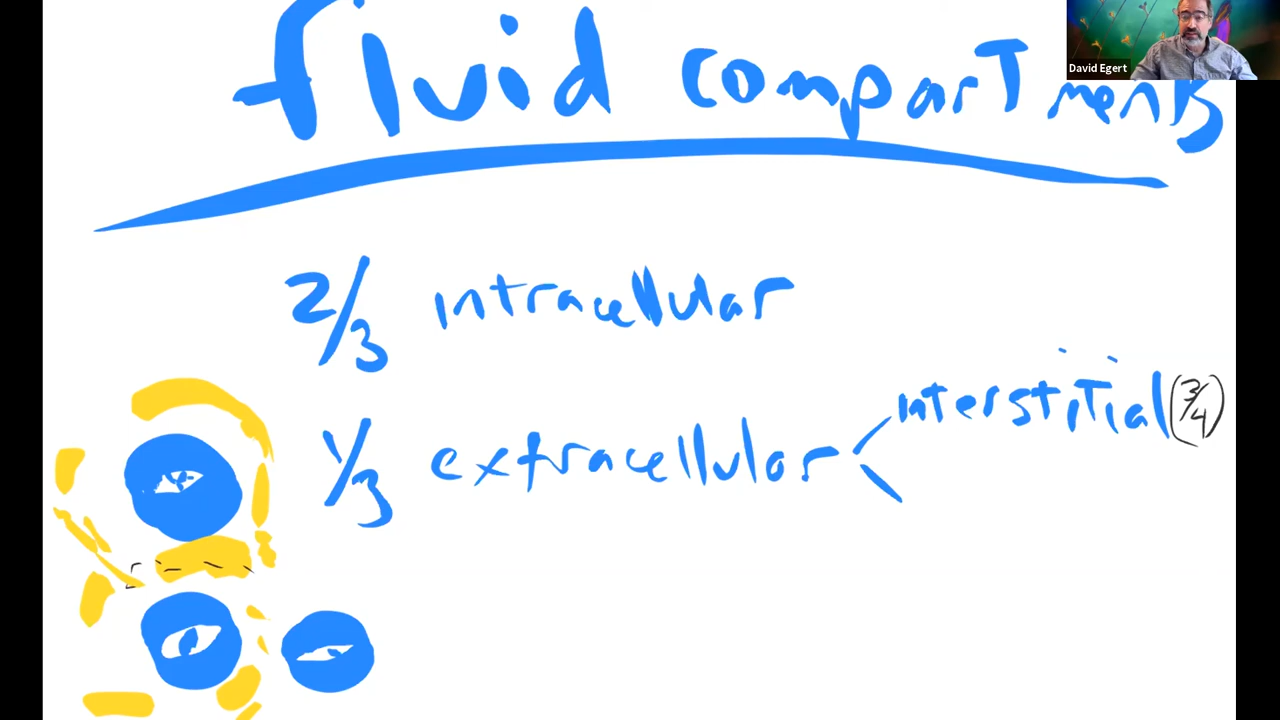 fluid compartments
David Egert
2/3 intracellular
interstitial (3/4)
1/3 extracellular